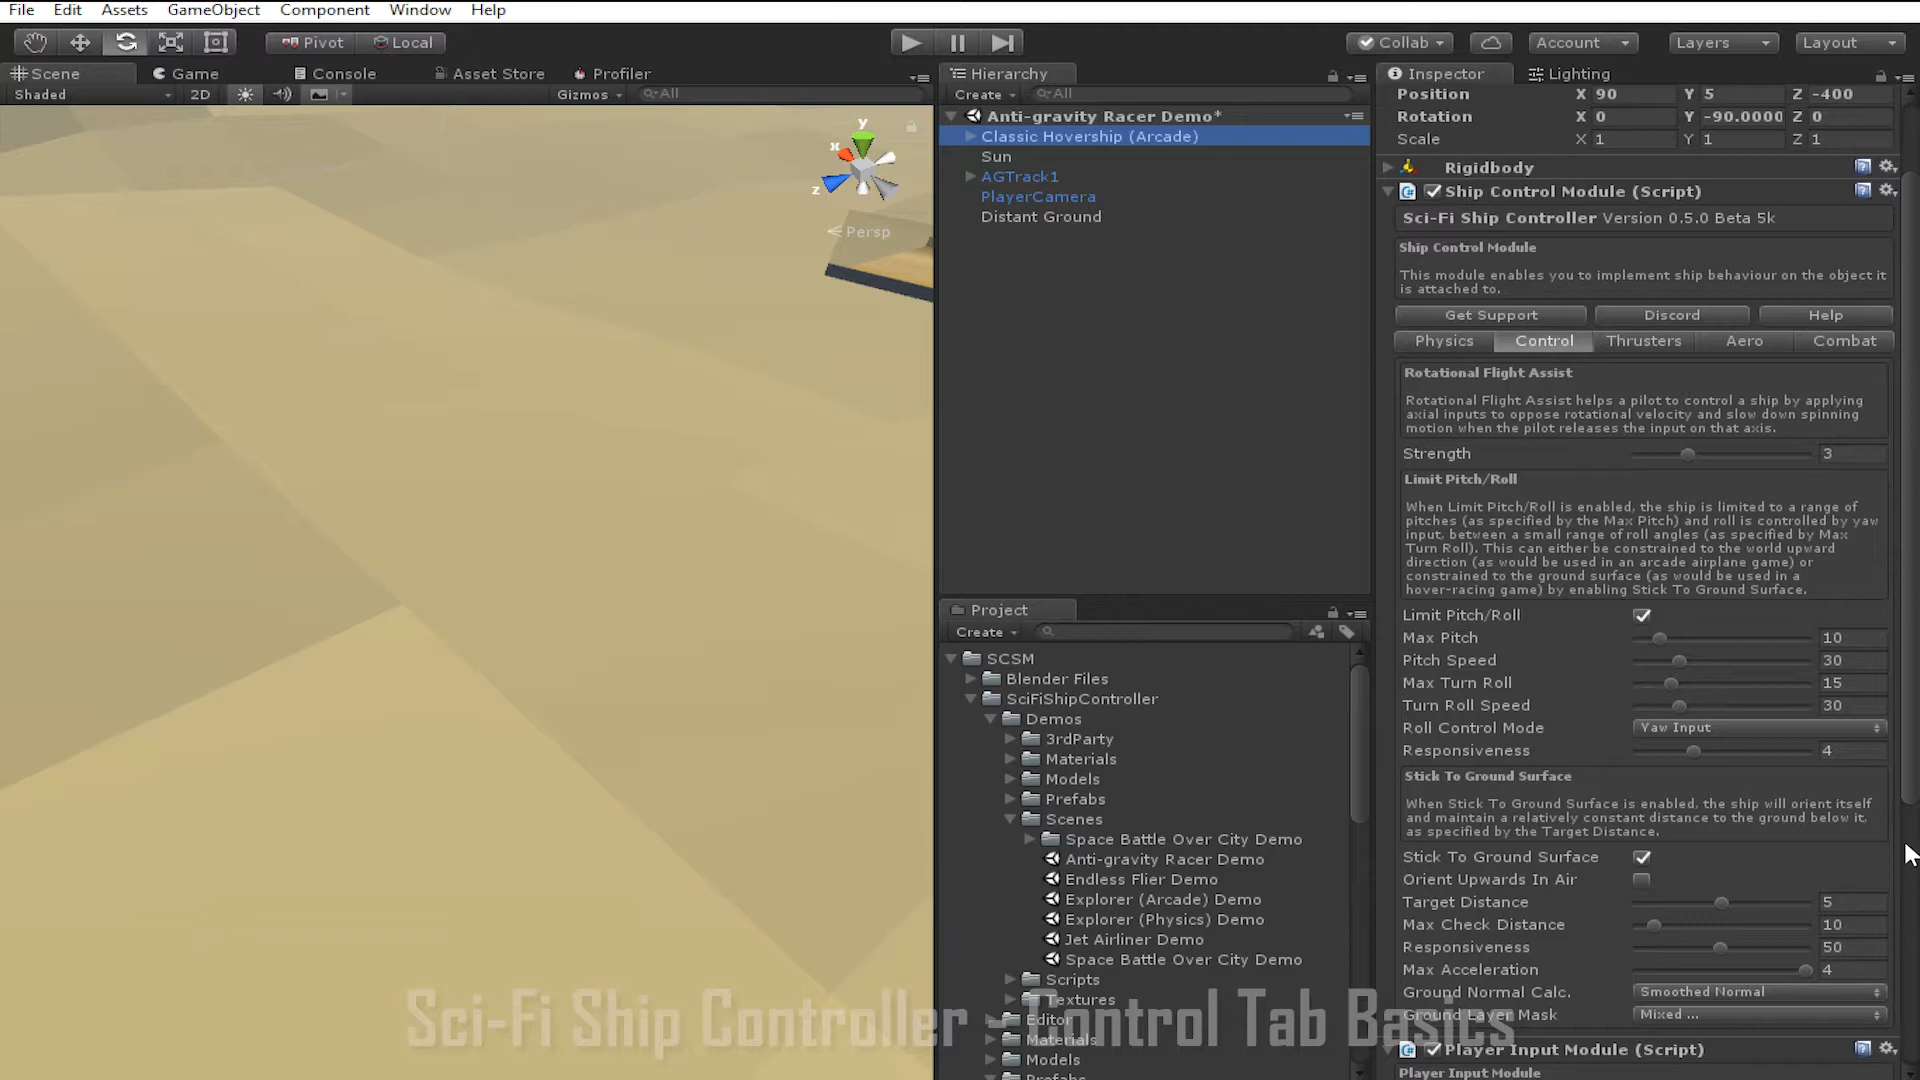 File Edit Assets GameObject Component Window Help
Pivot Local Collab Account Layers Layout
Scene Game Console Asset Store Profiler
Shaded 2D Gizmos All
y
x
z
Persp
Hierarchy
Create All
Anti-gravity Racer Demo*
Classic Hovership (Arcade)
Sun
AGTrack1
PlayerCamera
Distant Ground
Project
Create
SCSM
Blender Files
SciFiShipController
Demos
3rdParty
Materials
Models
Prefabs
Scenes
Space Battle Over City Demo
Anti-gravity Racer Demo
Endless Flier Demo
Explorer (Arcade) Demo
Explorer (Physics) Demo
Jet Airliner Demo
Space Battle Over City Demo
Scripts
Textures
Editor
Materials
Models
Prefabs
Inspector Lighting
Position X 90 Y 5 Z -400
Rotation X 0 Y -90.0000 Z 0
Scale X 1 Y 1 Z 1
Rigidbody
Ship Control Module (Script)
Sci-Fi Ship Controller Version 0.5.0 Beta 5k
Ship Control Module
This module enables you to implement ship behaviour on the object it
is attached to.
Get Support Discord Help
Physics Control Thrusters Aero Combat
Rotational Flight Assist
Rotational Flight Assist helps a pilot to control a ship by applying
axial inputs to oppose rotational velocity and slow down spinning
motion when the pilot releases the input on that axis.
Strength 3
Limit Pitch/Roll
When Limit Pitch/Roll is enabled, the ship is limited to a range of
pitches (as specified by the Max Pitch) and roll is controlled by yaw
input, between a small range of roll angles (as specified by Max
Turn Roll). This can either be constrained to the world upward
direction (as would be used in an arcade airplane game) or
constrained to the ground surface (as would be used in a
hover-racing game) by enabling Stick To Ground Surface.
Limit Pitch/Roll
Max Pitch 10
Pitch Speed 30
Max Turn Roll 15
Turn Roll Speed 30
Roll Control Mode Yaw Input
Responsiveness 4
Stick To Ground Surface
When Stick To Ground Surface is enabled, the ship will orient itself
and maintain a relatively constant distance to the ground below it,
as specified by the Target Distance.
Stick To Ground Surface
Orient Upwards In Air
Target Distance 5
Max Check Distance 10
Responsiveness 50
Max Acceleration 4
Ground Normal Calc. Smoothed Normal
Ground Layer Mask Mixed ...
Player Input Module (Script)
Player Input Module
Sci-Fi Ship Controller - Control Tab Basics